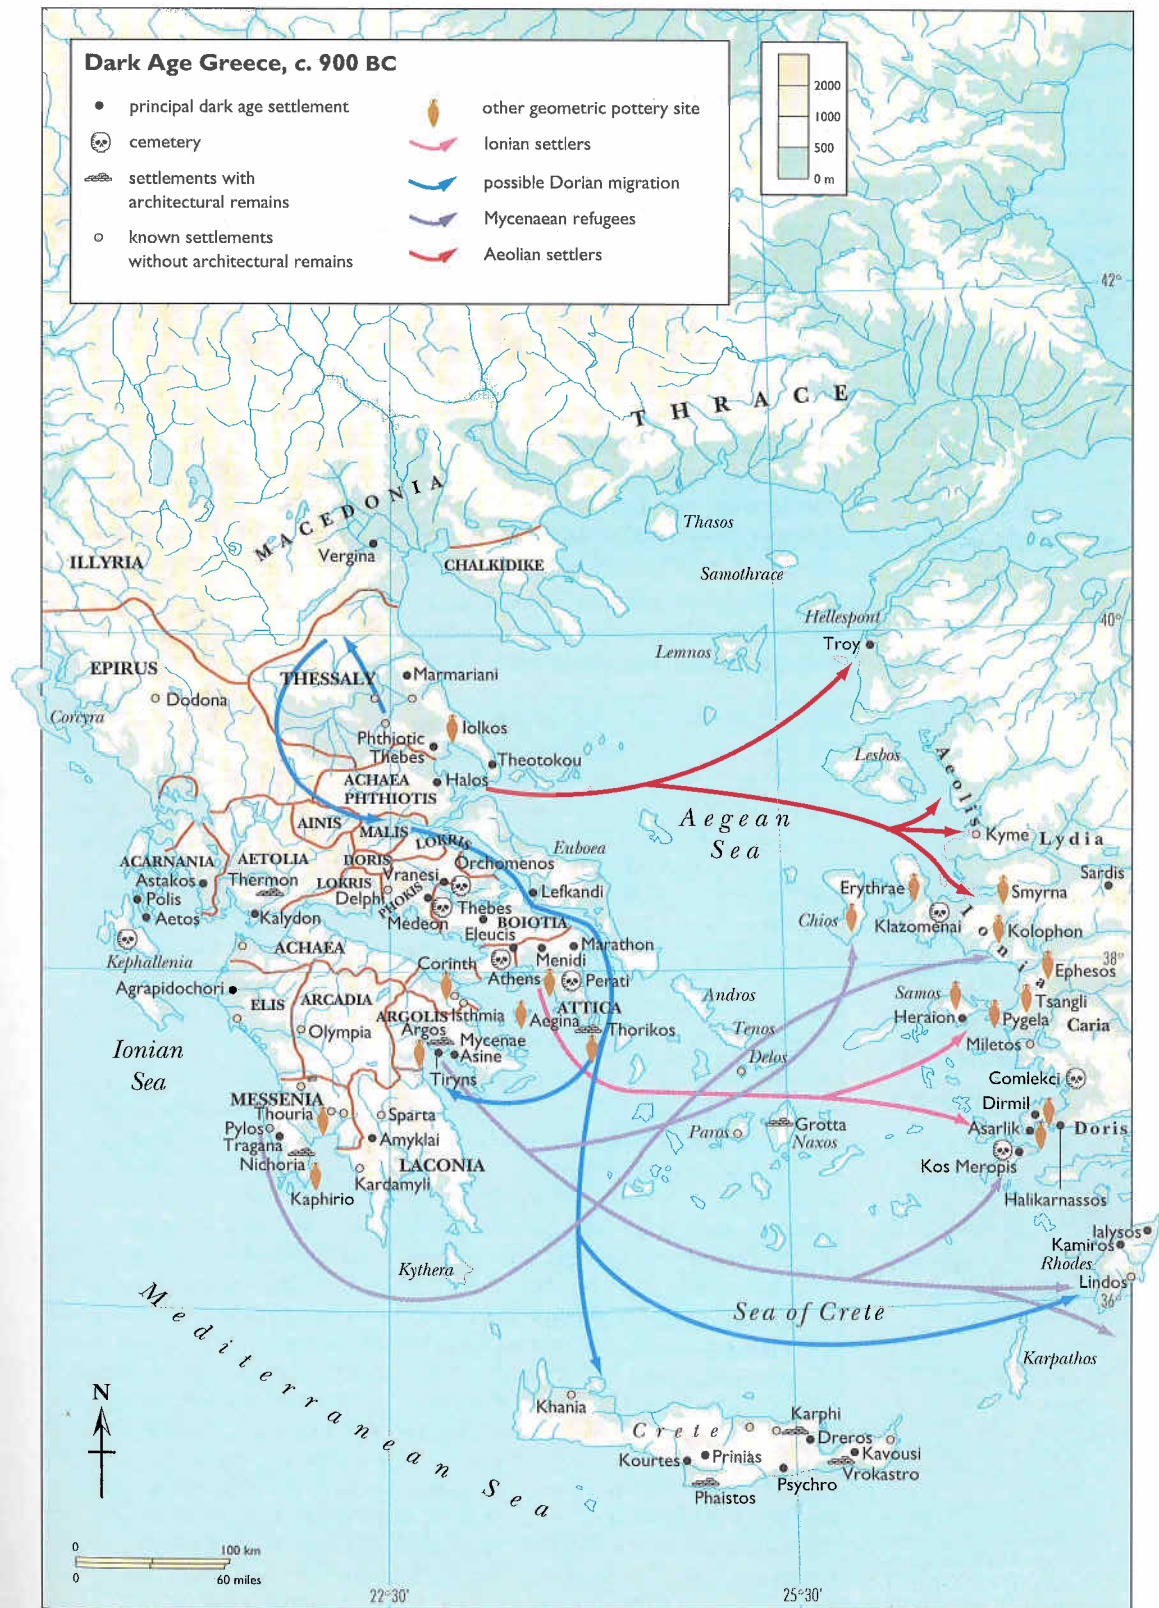 Dark Age Greece, c. 900 BC
principal dark age settlement
cemetery
settlements with
architectural remains
known settlements
without architectural remains
other geometric pottery site
Ionian settlers
possible Dorian migration
Mycenaean refugees
Aeolian settlers
2000
1000
500
0 m
42°
THRACE
MACEDONIA
Thasos
Vergina
ILLYRIA
CHALKIDIKE
Samothrace
Hellespont
40°
Troy
Lemnos
EPIRUS
THESSALY
Marmariani
Dodona
Corcyra
Iolkos
Phthiotic
Thebes
Theotokou
Lesbos
Aeolis
ACHAEA
PHTHIOTIS
Halos
Aegean
Sea
AINIS
MALIS
LOKRIS
Kyme
Lydia
Euboea
ACARNANIA
AETOLIA
DORIS
Orchomenos
Sardis
Astakos
Thermon
LOKRIS
Vranesi
Lefkandi
Erythrae
Smyrna
Polis
Delphi
PHOKIS
Thebes
Aetos
Kalydon
Medeon
BOIOTIA
Chios
Klazomenai
Ionia
Kolophon
Eleucis
ACHAEA
Menidi
Marathon
38°
Kephallenia
Corinth
Athens
Perati
Ephesos
Agrapidochori
ELIS
ARCADIA
Andros
Samos
Tsangli
ARGOLIS
Isthmia
Aegina
ATTICA
Heraion
Pygela
Caria
Olympia
Argos
Thorikos
Tenos
Ionian
Sea
Mycenae
Asine
Miletos
Delos
Tiryns
Comlekci
MESSENIA
Dirmil
Thouria
Sparta
Pylos
Paros
Grotta
Naxos
Asarlik
Doris
Tragana
Amyklai
Nichoria
LACONIA
Kos Meropis
Kaphirio
Kardamyli
Halikarnassos
Ialysos
Kamiros
Rhodes
Kythera
Lindos
36°
Sea of Crete
Mediterranean Sea
Karpathos
N
Khania
Crete
Karphi
Dreros
Kourtes
Prinias
Kavousi
Vrokastro
Phaistos
Psychro
0
100 km
0
60 miles
22°30'
25°30'